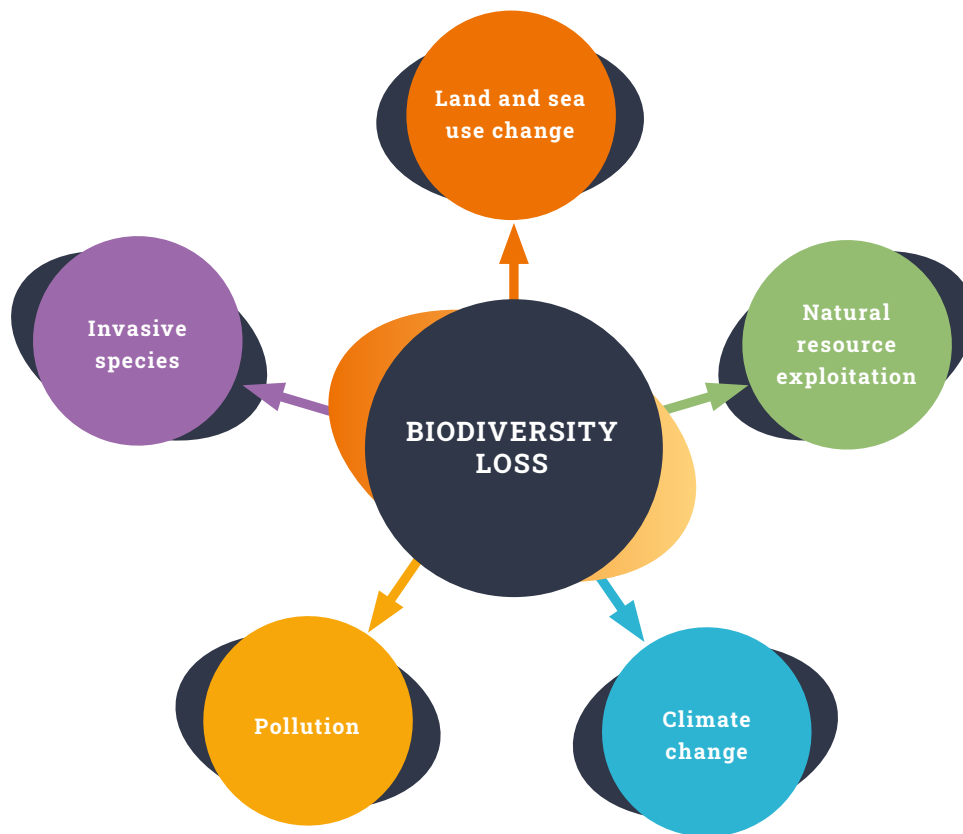 Land and sea
use change
Natural
resource
exploitation
Invasive
species
BIODIVERSITY
LOSS
Pollution
Climate
change